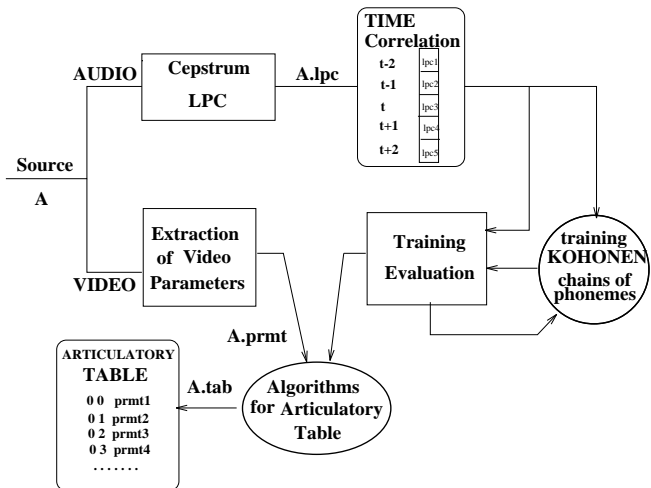 AUDIO
Cepstrum
LPC
A.lpc
TIME
Correlation
t-2 lpc1
t-1 lpc2
t lpc3
t+1 lpc4
t+2 lpc5
Source
A
VIDEO
Extraction
of Video
Parameters
Training
Evaluation
training
KOHONEN
chains of
phonemes
A.prmt
ARTICULATORY
TABLE
0 0 prmt1
0 1 prmt2
0 2 prmt3
0 3 prmt4
.......
A.tab
Algorithms
for Articulatory
Table